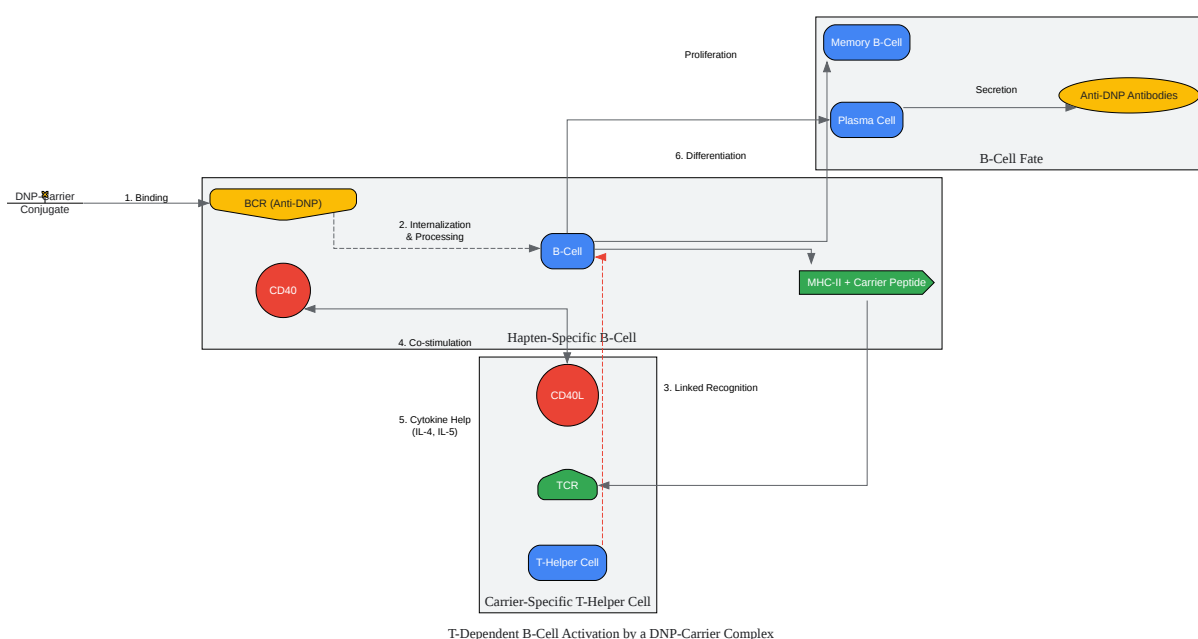 Memory B-Cell
Proliferation
Plasma Cell
Secretion
Anti-DNP Antibodies
6. Differentiation
B-Cell Fate
DNP-Carrier
Conjugate
1. Binding
BCR (Anti-DNP)
2. Internalization
& Processing
B-Cell
CD40
MHC-II + Carrier Peptide
Hapten-Specific B-Cell
4. Co-stimulation
CD40L
3. Linked Recognition
5. Cytokine Help
(IL-4, IL-5)
TCR
T-Helper Cell
Carrier-Specific T-Helper Cell
T-Dependent B-Cell Activation by a DNP-Carrier Complex